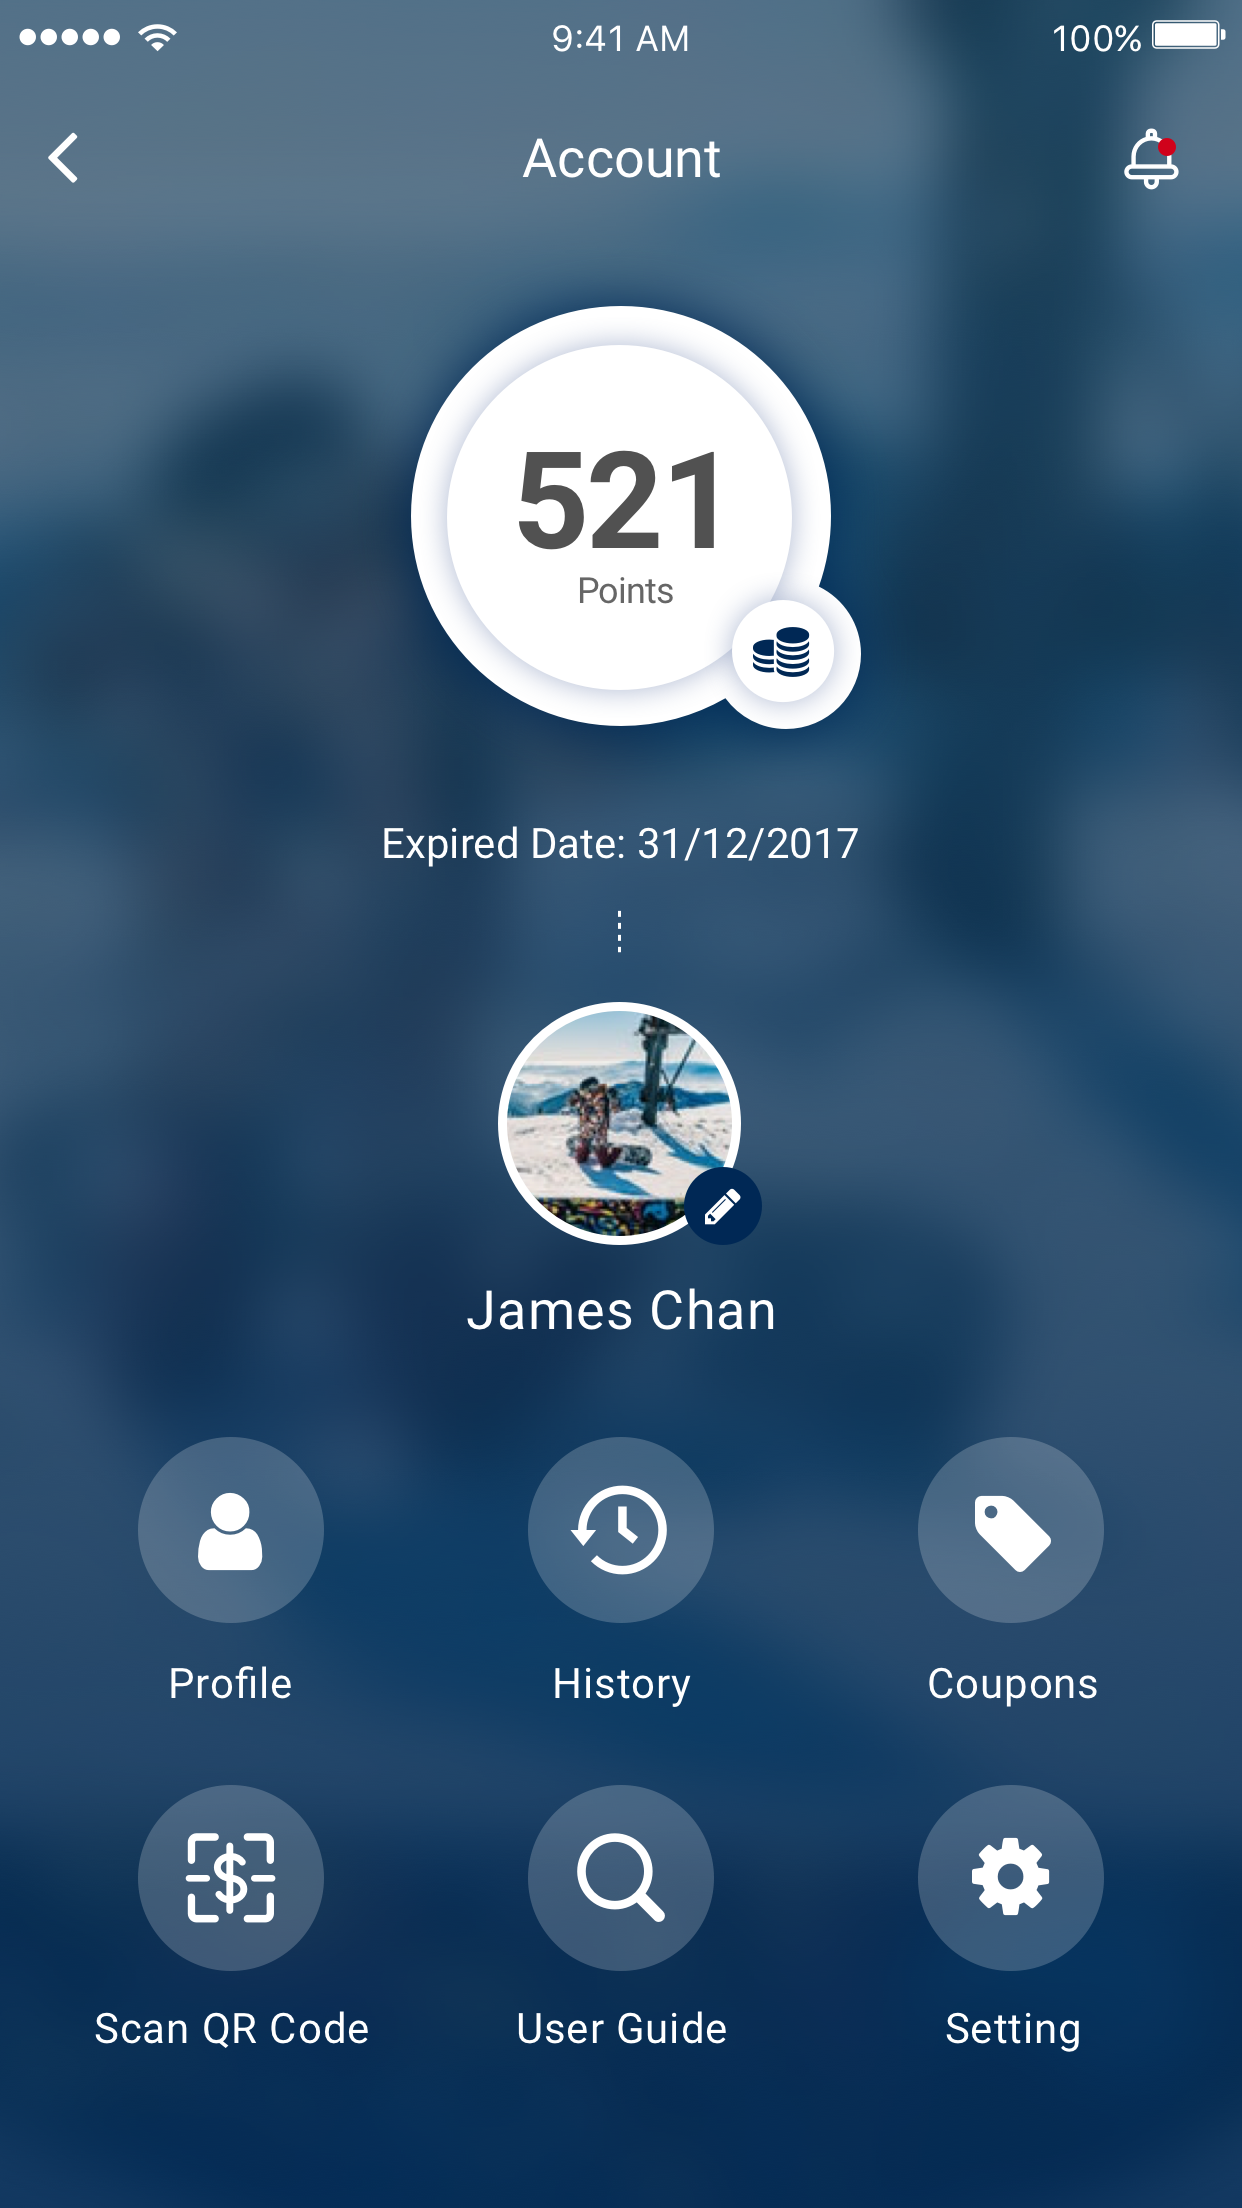 9:41 AM
100%
Account
521
Points
Expired Date: 31/12/2017
James Chan
Profile
History
Coupons
Scan QR Code
User Guide
Setting